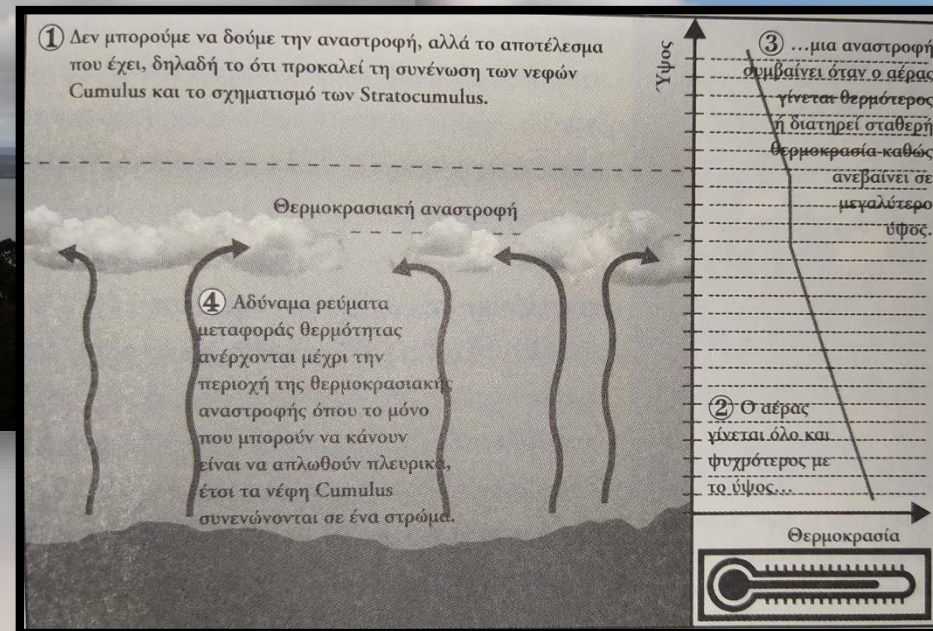 ① Δεν μπορούμε να δούμε την αναστροφή, αλλά το αποτέλεσμα
που έχει, δηλαδή το ότι προκαλεί τη συνένωση των νεφών
Cumulus και το σχηματισμό των Stratocumulus.
Θερμοκρασιακή αναστροφή
④ Αδύναμα ρεύματα
μεταφοράς θερμότητας
ανέρχονται μέχρι την
περιοχή της θερμοκρασιακής
αναστροφής όπου το μόνο
που μπορούν να κάνουν
είναι να απλωθούν πλευρικά,
έτσι τα νέφη Cumulus
συνενώνονται σε ένα στρώμα.
Ύψος
③ ...μια αναστροφή
συμβαίνει όταν ο αέρας
γίνεται θερμότερος
ή διατηρεί σταθερή
θερμοκρασία καθώς
ανεβαίνει σε
μεγαλύτερο
ύψος.
② Ο αέρας
γίνεται όλο και
ψυχρότερος με
το ύψος...
Θερμοκρασία